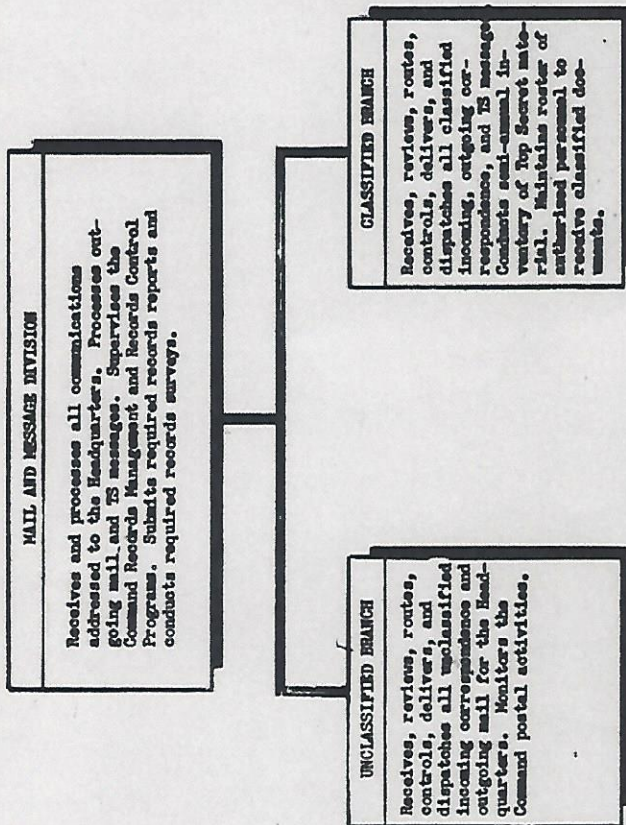 MAIL AND MESSAGE DIVISION
Receives and processes all communications
addressed to the Headquarters. Processes out-
going mail and TS messages. Supervises the
Command Records Management and Records Control
Programs. Submits required records reports and
conducts required records surveys.
UNCLASSIFIED BRANCH
Receives, reviews, routes,
controls, delivers, and
dispatches all unclassified
incoming correspondence and
outgoing mail for the Head-
quarters. Monitors the
Command postal activities.
CLASSIFIED BRANCH
Receives, reviews, routes,
controls, delivers, and
dispatches all classified
incoming, outgoing cor-
respondence, and TS message
Conducts semi-annual in-
ventory of Top Secret mate-
rial. Maintains roster of
authorized personnel to
receive classified doc-
uments.